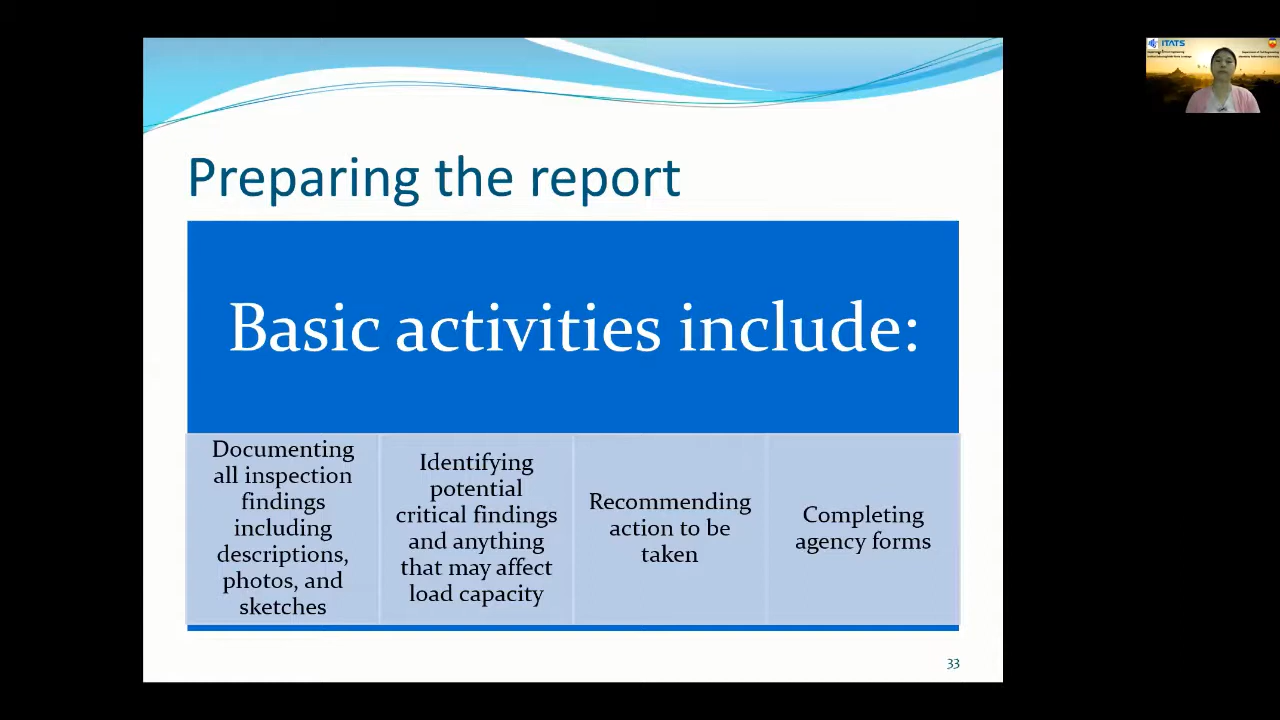 Preparing the report
Basic activities include:
Documenting
all inspection
findings
including
descriptions,
photos, and
sketches
Identifying
potential
critical findings
and anything
that may affect
load capacity
Recommending
action to be
taken
Completing
agency forms
33
ITATS